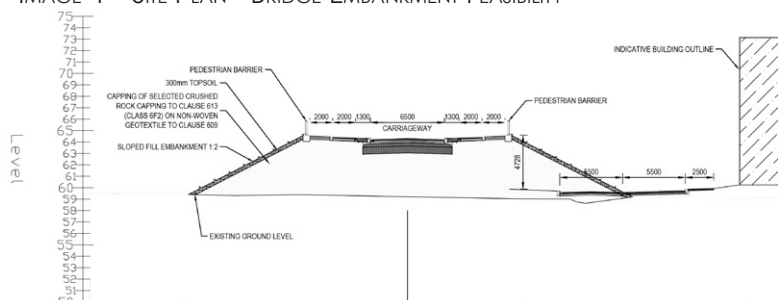 IMAGE 4 – SITE PLAN – BRIDGE EMBANKMENT FEASIBILITY
75
74
73
72
71
70
69
68
67
66
65
64
63
62
61
60
59
58
57
56
55
54
53
52
51
Level
INDICATIVE BUILDING OUTLINE
PEDESTRIAN BARRIER
300mm TOPSOIL
CAPPING OF SELECTED CRUSHED
ROCK CAPPING TO CLAUSE 613
(CLASS 6F2) ON NON-WOVEN
GEOTEXTILE TO CLAUSE 609
SLOPED FILL EMBANKMENT 1:2
PEDESTRIAN BARRIER
2000 2000 1300 6500 1300 2000 2000
CARRIAGEWAY
4728
5500 5500 2500
EXISTING GROUND LEVEL